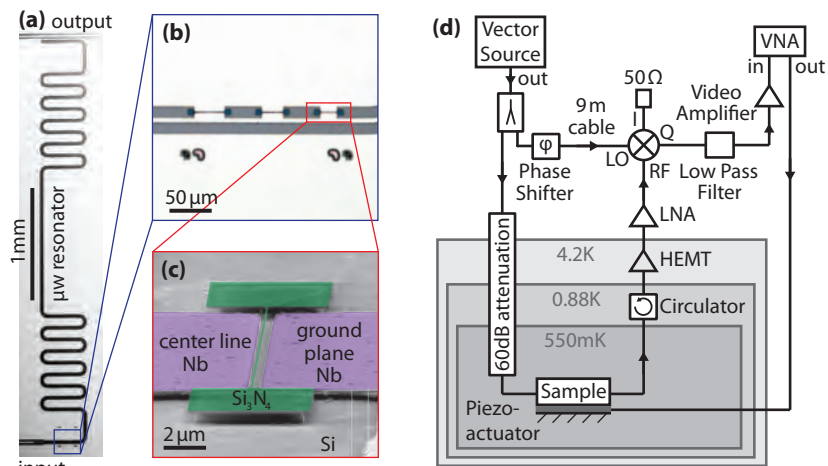 (a) output
1mm
μw resonator
input
(b)
50 μm
(c)
center line
Nb
ground
plane
Nb
Si₃N₄
2 μm
Si
(d)
Vector
Source
out
λ
φ
Phase
Shifter
9 m
cable
50 Ω
I
Q
LO
RF
Low Pass
Filter
Video
Amplifier
VNA
in
out
LNA
HEMT
4.2K
0.88K
Circulator
550mK
60dB attenuation
Sample
Piezo-
actuator